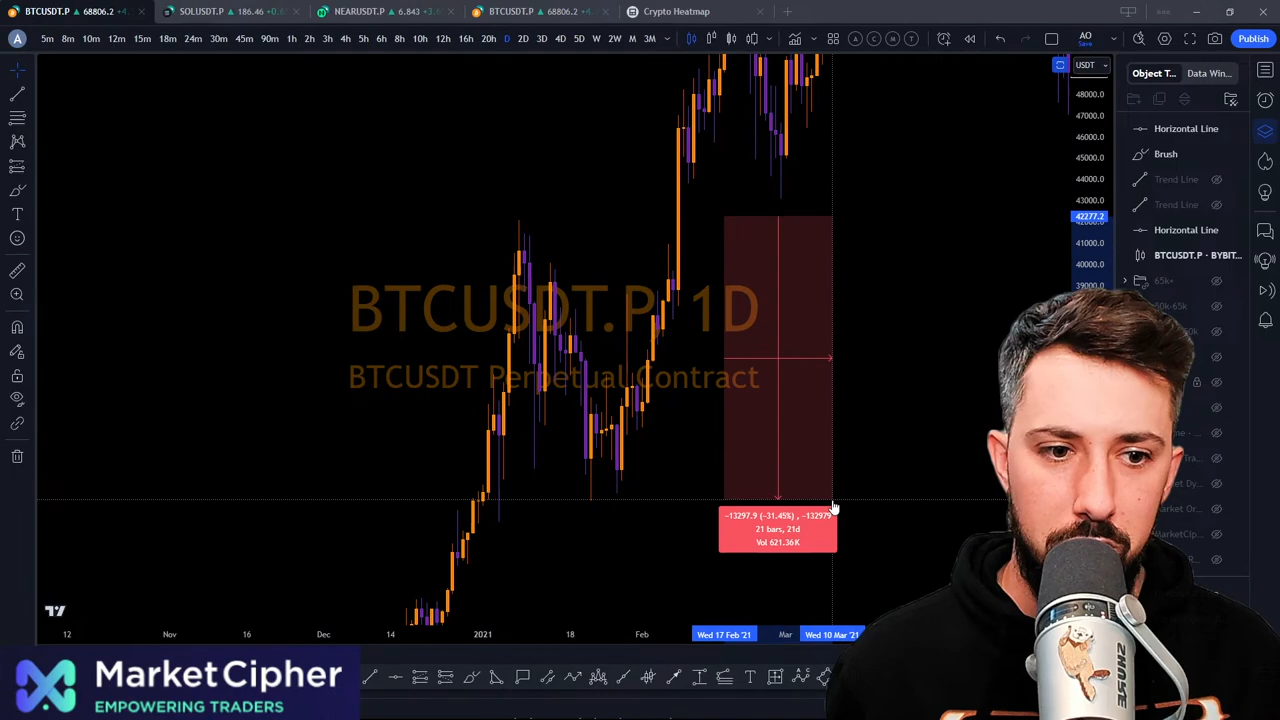 BTCUSDT.P ▲ 68806.2
SOLUSDT.P ▲ 186.46
NEARUSDT.P ▲ 6.843
BTCUSDT.P ▲ 68806.2
Crypto Heatmap
A 5m 8m 10m 12m 15m 18m 24m 30m 45m 90m 1h 2h 3h 4h 5h 6h 8h 10h 12h 16h 20h D 2D 3D 4D 5D W 2W M 3M
A C M T
AO
Save
Publish
USDT
Object T... Data Win...
Horizontal Line
Brush
Trend Line
Trend Line
Horizontal Line
BTCUSDT.P · BYBIT...
65k+
48000.0
47000.0
46000.0
45000.0
44000.0
43000.0
42277.2
41000.0
40000.0
39000.0
BTCUSDT.P 1D
BTCUSDT Perpetual Contract
−13297.9 (−31.45%) , −132979
21 bars, 21d
Vol 621.36K
12 Nov 16 Dec 14 2021 18 Feb Wed 17 Feb '21 Mar Wed 10 Mar '21
MarketCipher
EMPOWERING TRADERS
SHURE